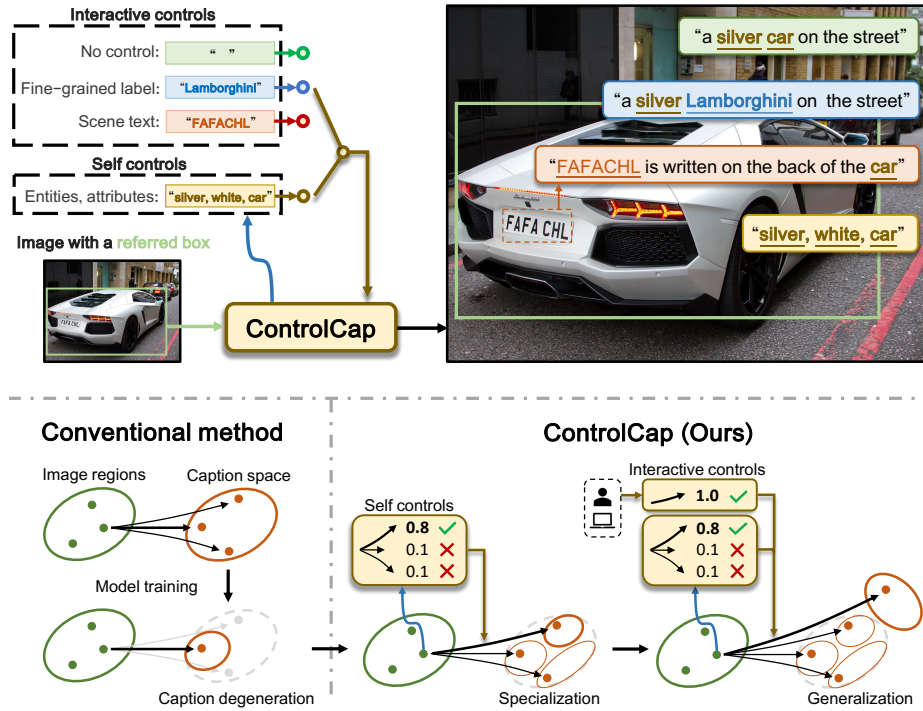 Interactive controls
No control: “ ”
Fine-grained label: “Lamborghini”
Scene text: “FAFACHL”
Self controls
Entities, attributes: “silver, white, car”
Image with a referred box
FAFA CHL
ControlCap
“a silver car on the street”
“a silver Lamborghini on the street”
“FAFACHL is written on the back of the car”
Lamborghini
FAFA CHL
“silver, white, car”
Conventional method
Image regions
Caption space
Model training
Caption degeneration
ControlCap (Ours)
Self controls
0.8
0.1
0.1
Specialization
Interactive controls
1.0
0.8
0.1
0.1
Generalization